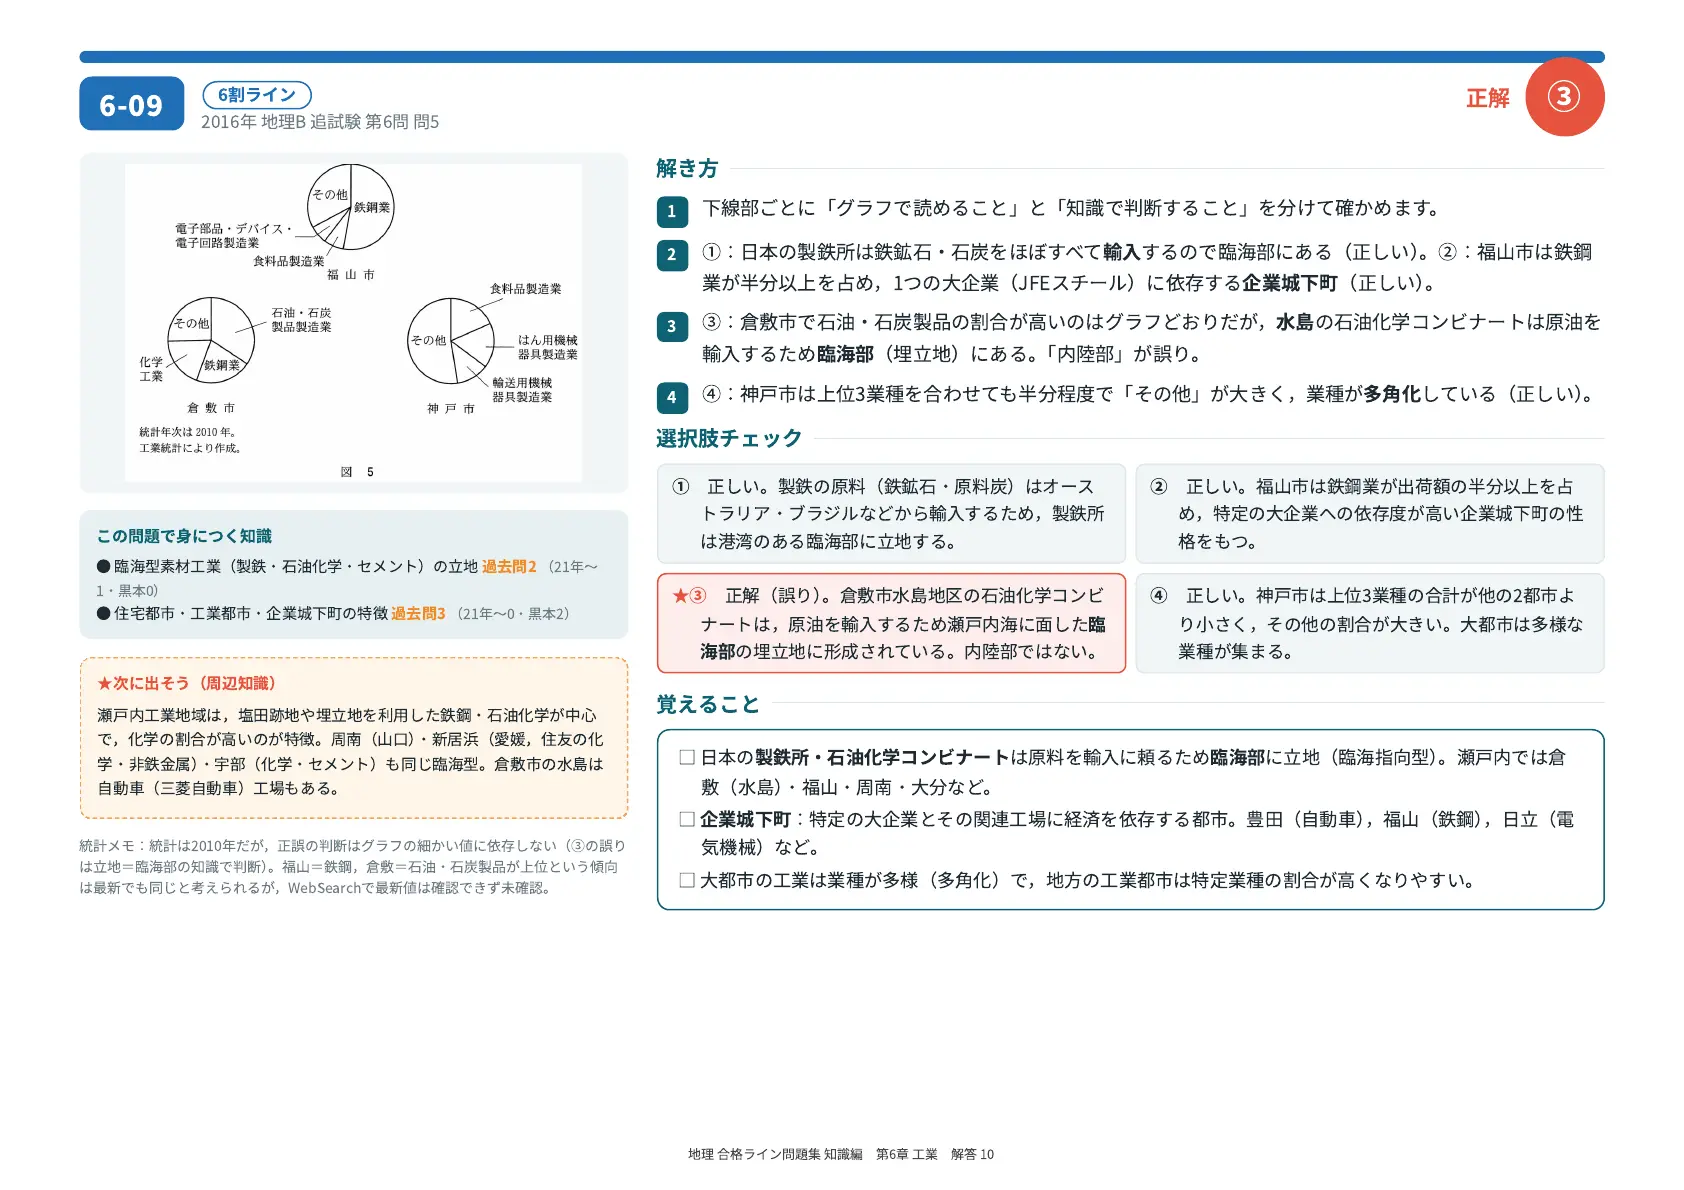 6-09
6割ライン
2016年 地理B 追試験 第6問 問5
正解 ③
その他
鉄鋼業
電子部品・デバイス・
電子回路製造業
食料品製造業
福 山 市
その他
石油・石炭
製品製造業
化学
工業
鉄鋼業
倉 敷 市
食料品製造業
その他
はん用機械
器具製造業
輸送用機械
器具製造業
神 戸 市
統計年次は 2010 年。
工業統計により作成。
図 5
この問題で身につく知識
● 臨海型素材工業（製鉄・石油化学・セメント）の立地 過去問2 （21年〜
1・黒本0）
● 住宅都市・工業都市・企業城下町の特徴 過去問3 （21年〜0・黒本2）
★次に出そう（周辺知識）
瀬戸内工業地域は，塩田跡地や埋立地を利用した鉄鋼・石油化学が中心
で，化学の割合が高いのが特徴。周南（山口）・新居浜（愛媛，住友の化
学・非鉄金属）・宇部（化学・セメント）も同じ臨海型。倉敷市の水島は
自動車（三菱自動車）工場もある。
統計メモ：統計は2010年だが，正誤の判断はグラフの細かい値に依存しない（③の誤り
は立地＝臨海部の知識で判断）。福山＝鉄鋼，倉敷＝石油・石炭製品が上位という傾向
は最新でも同じと考えられるが，WebSearchで最新値は確認できず未確認。
解き方
1 下線部ごとに「グラフで読めること」と「知識で判断すること」を分けて確かめます。
2 ①：日本の製鉄所は鉄鉱石・石炭をほぼすべて輸入するので臨海部にある（正しい）。②：福山市は鉄鋼
業が半分以上を占め，1つの大企業（JFEスチール）に依存する企業城下町（正しい）。
3 ③：倉敷市で石油・石炭製品の割合が高いのはグラフどおりだが，水島の石油化学コンビナートは原油を
輸入するため臨海部（埋立地）にある。「内陸部」が誤り。
4 ④：神戸市は上位3業種を合わせても半分程度で「その他」が大きく，業種が多角化している（正しい）。
選択肢チェック
① 正しい。製鉄の原料（鉄鉱石・原料炭）はオース
トラリア・ブラジルなどから輸入するため，製鉄所
は港湾のある臨海部に立地する。
② 正しい。福山市は鉄鋼業が出荷額の半分以上を占
め，特定の大企業への依存度が高い企業城下町の性
格をもつ。
★③ 正解（誤り）。倉敷市水島地区の石油化学コンビ
ナートは，原油を輸入するため瀬戸内海に面した臨
海部の埋立地に形成されている。内陸部ではない。
④ 正しい。神戸市は上位3業種の合計が他の2都市よ
り小さく，その他の割合が大きい。大都市は多様な
業種が集まる。
覚えること
□ 日本の製鉄所・石油化学コンビナートは原料を輸入に頼るため臨海部に立地（臨海指向型）。瀬戸内では倉
敷（水島）・福山・周南・大分など。
□ 企業城下町：特定の大企業とその関連工場に経済を依存する都市。豊田（自動車），福山（鉄鋼），日立（電
気機械）など。
□ 大都市の工業は業種が多様（多角化）で，地方の工業都市は特定業種の割合が高くなりやすい。
地理 合格ライン問題集 知識編 第6章 工業 解答 10